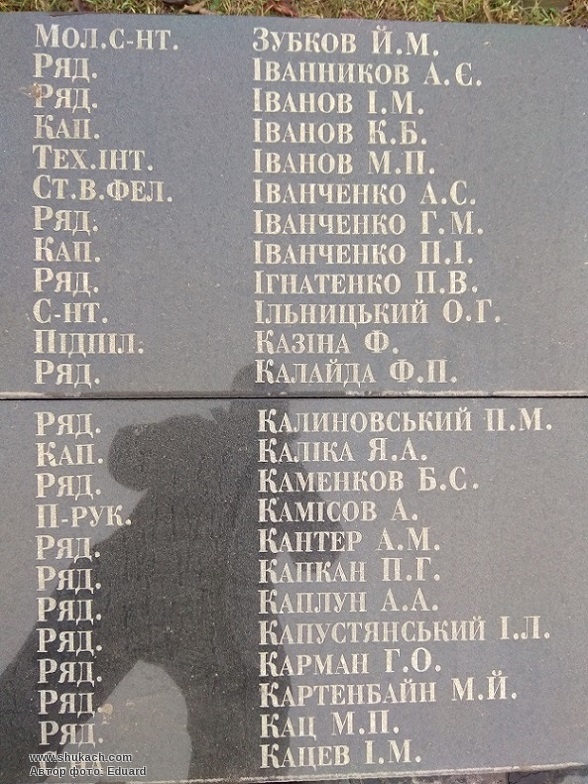 Мол.с-нт. Зубков Й.М.
Ряд. Іванников А.Є.
Ряд. Іванов І.М.
Кап. Іванов К.Б.
Тех.інт. Іванов М.П.
Ст.в.фел. Іванченко А.С.
Ряд. Іванченко Г.М.
Кап. Іванченко П.І.
Ряд. Ігнатенко П.В.
С-нт. Ільницький О.Г.
Підпіл. Казіна Ф.
Ряд. Калайда Ф.П.
Ряд. Калиновський П.М.
Кап. Каліка Я.А.
Ряд. Каменков Б.С.
П-рук. Камісов А.
Ряд. Кантер А.М.
Ряд. Капкан П.Г.
Ряд. Каплун А.А.
Ряд. Капустянський І.Л.
Ряд. Карман Г.О.
Ряд. Картенбайн М.Й.
Ряд. Кац М.П.
Кацев І.М.
www.shukach.com
Автор фото: Eduard